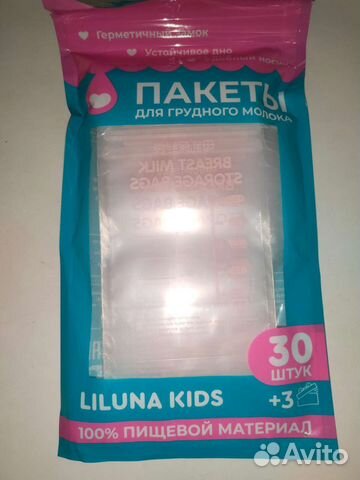 Герметичный замок
Устойчивое дно
ПАКЕТЫ
ДЛЯ ГРУДНОГО МОЛОКА
BREAST MILK
STORAGE BAGS
30
ШТУК
+3
LILUNA KIDS
100% ПИЩЕВОЙ МАТЕРИАЛ
Avito